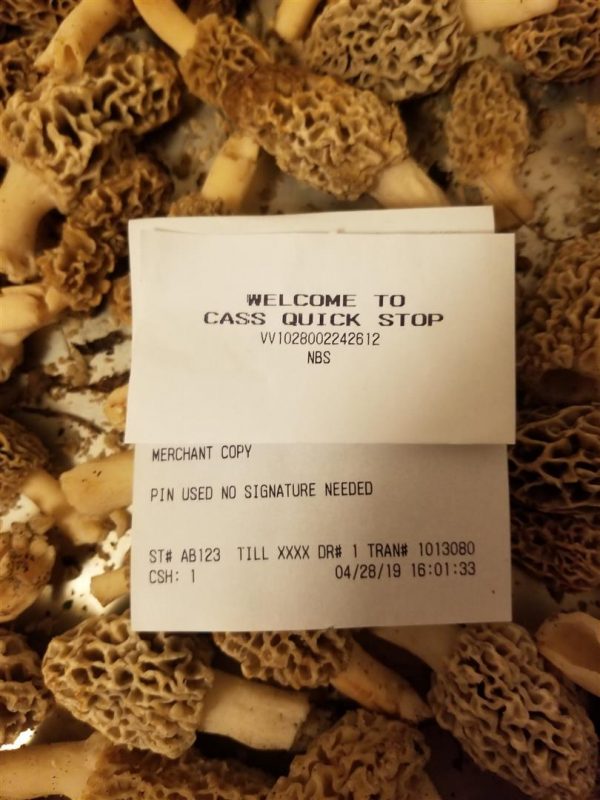 WELCOME TO
CASS QUICK STOP
VV1028002242612
NBS
MERCHANT COPY
PIN USED NO SIGNATURE NEEDED
ST# AB123 TILL XXXX DR# 1 TRAN# 1013080
CSH: 1 04/28/19 16:01:33